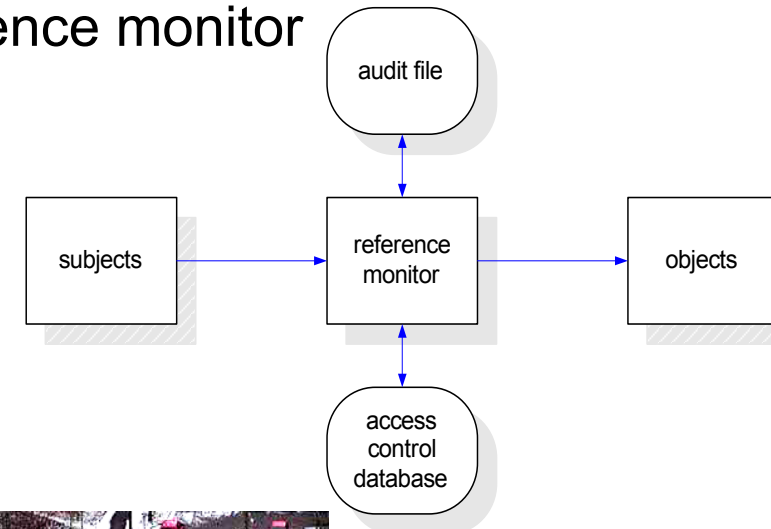 ence monitor
audit file
subjects
reference
monitor
objects
access
control
database